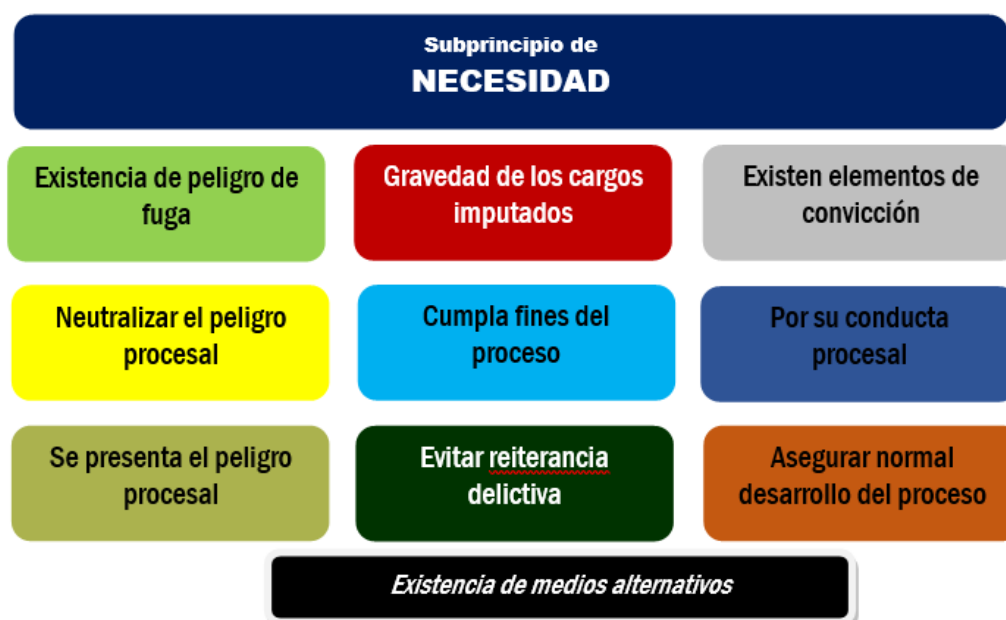 Subprincipio de
NECESIDAD
Existencia de peligro de
fuga
Gravedad de los cargos
imputados
Existen elementos de
convicción
Neutralizar el peligro
procesal
Cumpla fines del
proceso
Por su conducta
procesal
Se presenta el peligro
procesal
Evitar reiterancia
delictiva
Asegurar normal
desarrollo del proceso
Existencia de medios alternativos